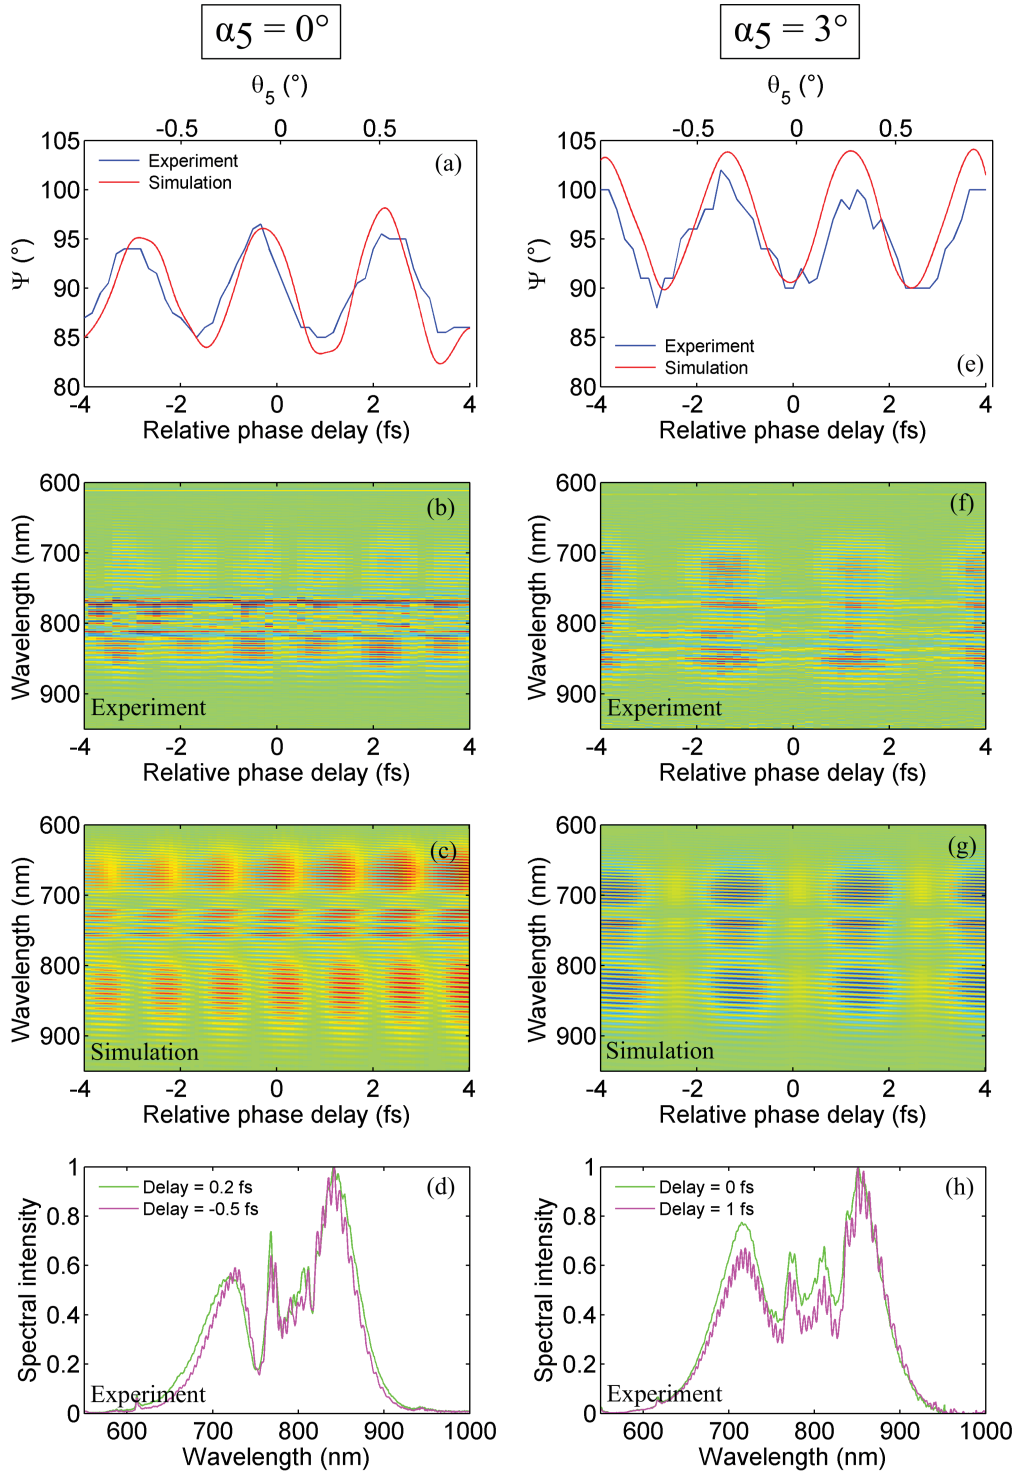 α5 = 0°
θ5 (°)
-0.5 0 0.5
105
100
95
90
85
80
Ψ (°)
Experiment
Simulation
(a)
-4 -2 0 2 4
Relative phase delay (fs)
600
700
800
900
Wavelength (nm)
(b)
Experiment
-4 -2 0 2 4
Relative phase delay (fs)
600
700
800
900
Wavelength (nm)
(c)
Simulation
-4 -2 0 2 4
Relative phase delay (fs)
1
0.8
0.6
0.4
0.2
0
Spectral intensity
Delay = 0.2 fs
Delay = -0.5 fs
(d)
Experiment
600 700 800 900 1000
Wavelength (nm)
α5 = 3°
θ5 (°)
-0.5 0 0.5
105
100
95
90
85
80
Ψ (°)
Experiment
Simulation
(e)
-4 -2 0 2 4
Relative phase delay (fs)
600
700
800
900
Wavelength (nm)
(f)
Experiment
-4 -2 0 2 4
Relative phase delay (fs)
600
700
800
900
Wavelength (nm)
(g)
Simulation
-4 -2 0 2 4
Relative phase delay (fs)
1
0.8
0.6
0.4
0.2
0
Spectral intensity
Delay = 0 fs
Delay = 1 fs
(h)
Experiment
600 700 800 900 1000
Wavelength (nm)